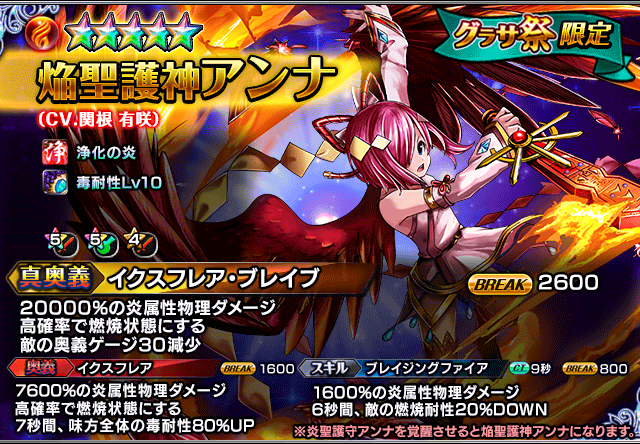 グラサ祭 限定
焔聖護神アンナ
(CV.関根 有咲)
浄 浄化の炎
毒耐性Lv10
5 5 4
真奥義 イクスフレア・ブレイブ BREAK 2600
20000%の炎属性物理ダメージ
高確率で燃焼状態にする
敵の奥義ゲージ30減少
奥義 イクスフレア BREAK 1600
7600%の炎属性物理ダメージ
高確率で燃焼状態にする
7秒間、味方全体の毒耐性80%UP
スキル ブレイジングファイア CT 9秒 BREAK 800
1600%の炎属性物理ダメージ
6秒間、敵の燃焼耐性20%DOWN
※炎聖護守アンナを覚醒させると焔聖護神アンナになります。